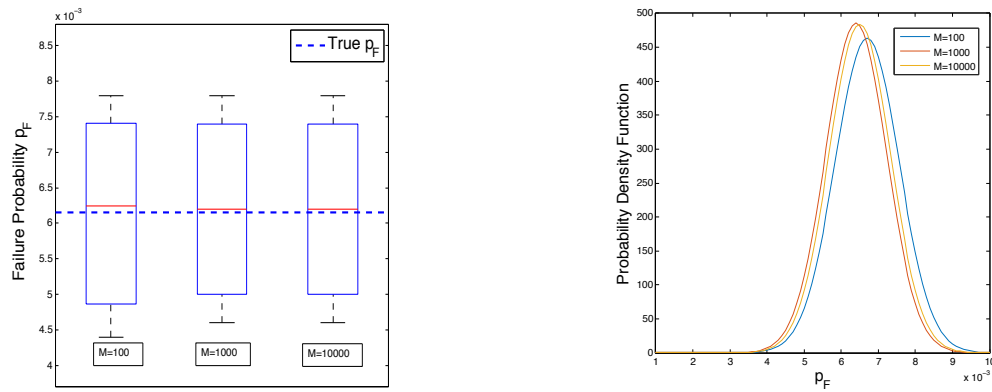 × 10⁻³
8.5
8
7.5
7
6.5
6
5.5
5
4.5
4
Failure Probability p_F
True p_F
M=100
M=1000
M=10000
500
450
400
350
300
250
200
150
100
50
0
Probability Density Function
M=100
M=1000
M=10000
1 2 3 4 5 6 7 8 9 10
p_F
× 10⁻³